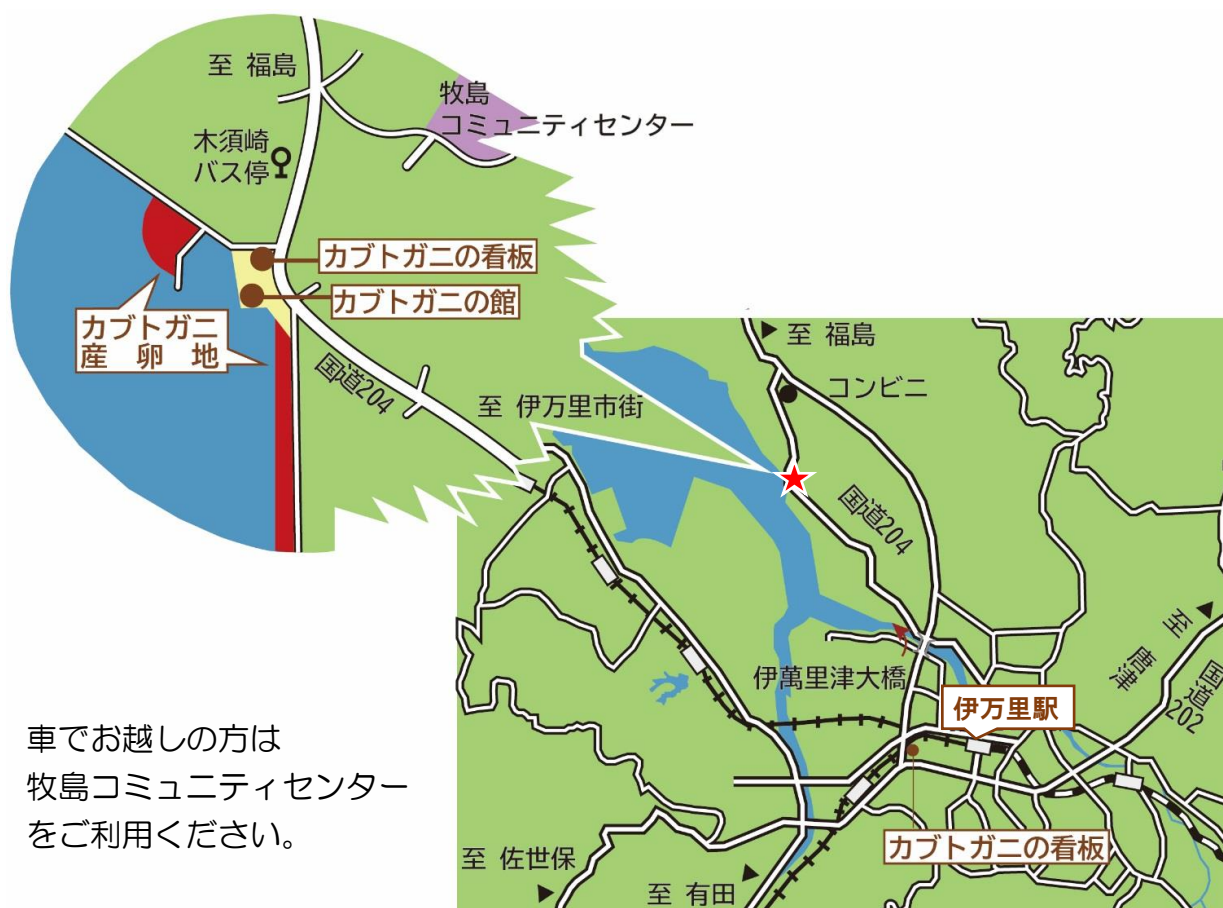 至 福島
牧島
コミュニティセンター
木須崎
バス停
カブトガニの看板
カブトガニの館
カブトガニ
産 卵 地
国道204
至 伊万里市街
至 福島
コンビニ
国道204
至 唐津
国道202
伊萬里津大橋
伊万里駅
カブトガニの看板
至 佐世保
至 有田
車でお越しの方は
牧島コミュニティセンター
をご利用ください。